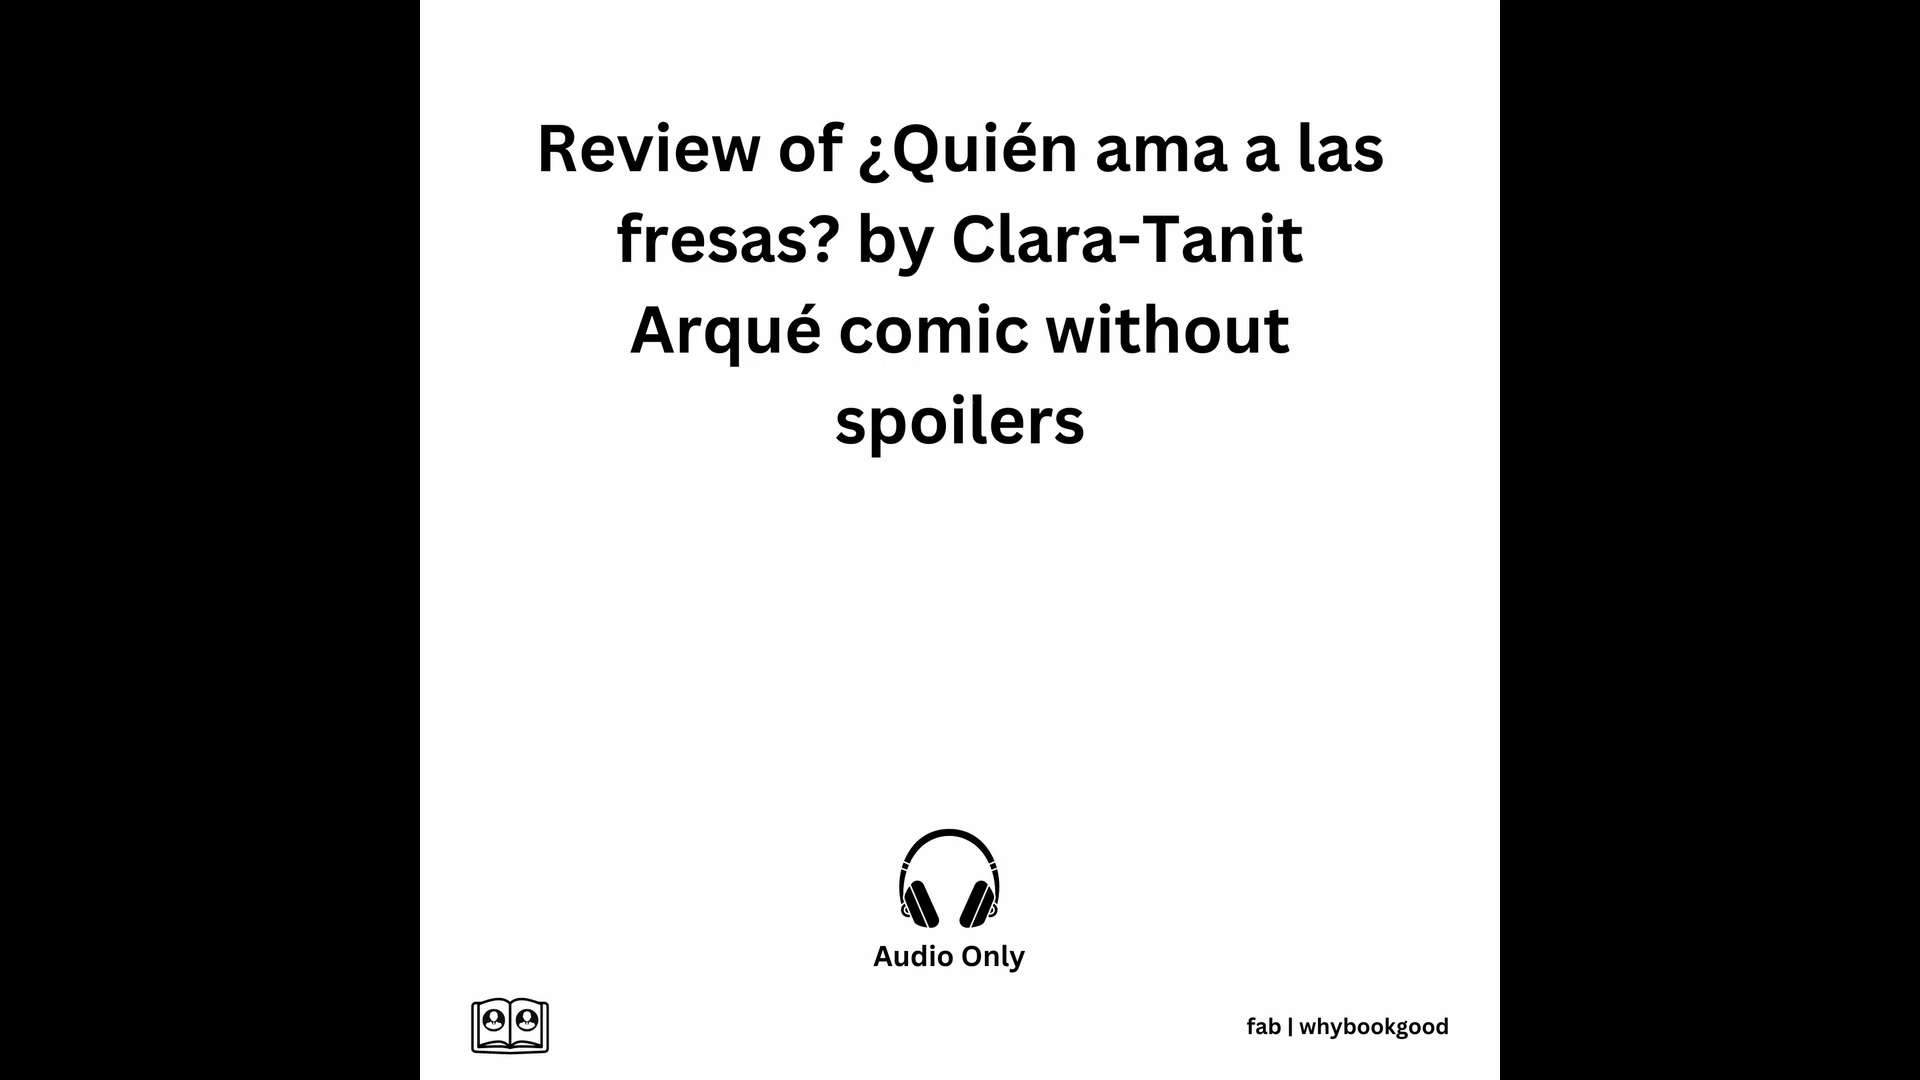 Review of ¿Quién ama a las
fresas? by Clara-Tanit
Arqué comic without
spoilers
Audio Only
fab | whybookgood